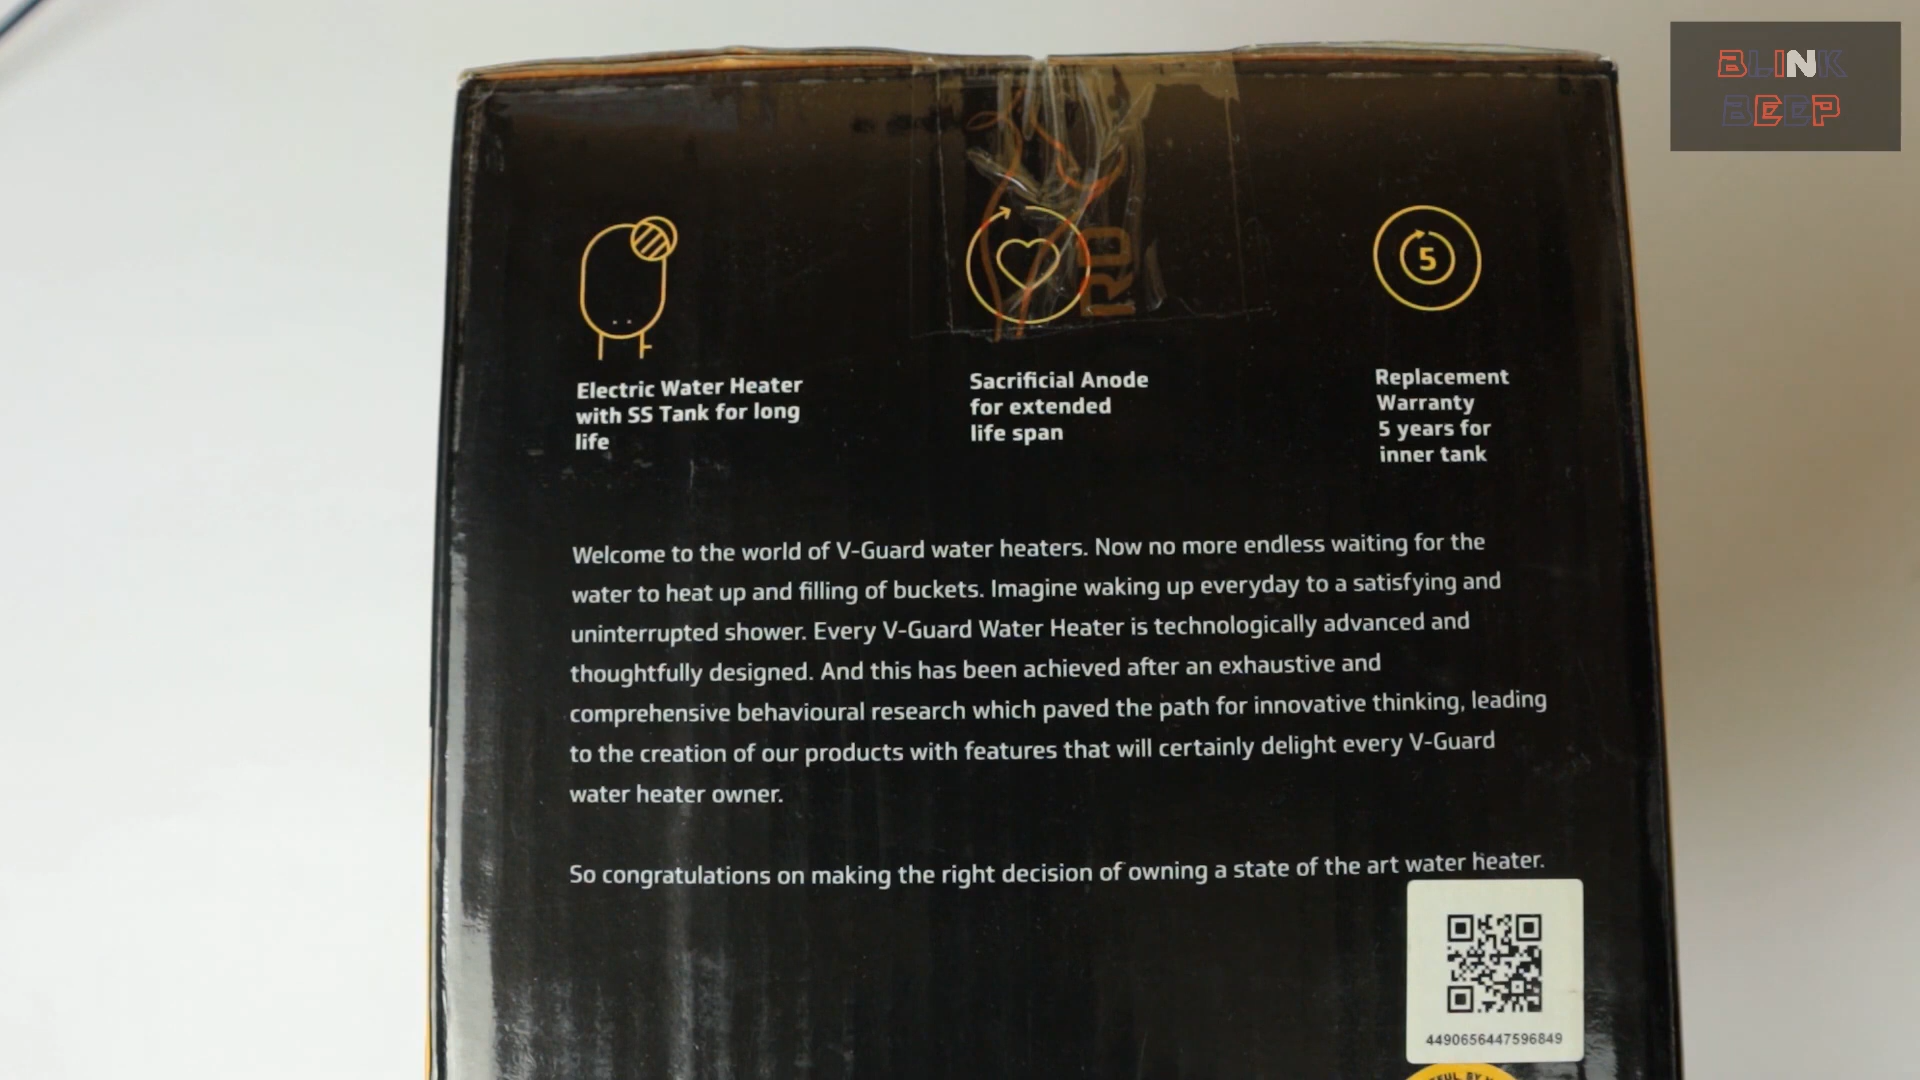 BLINK
BEEP
RD
5
Electric Water Heater
with SS Tank for long
life
Sacrificial Anode
for extended
life span
Replacement
Warranty
5 years for
inner tank
Welcome to the world of V-Guard water heaters. Now no more endless waiting for the
water to heat up and filling of buckets. Imagine waking up everyday to a satisfying and
uninterrupted shower. Every V-Guard Water Heater is technologically advanced and
thoughtfully designed. And this has been achieved after an exhaustive and
comprehensive behavioural research which paved the path for innovative thinking, leading
to the creation of our products with features that will certainly delight every V-Guard
water heater owner.
So congratulations on making the right decision of owning a state of the art water heater.
4490656447596849